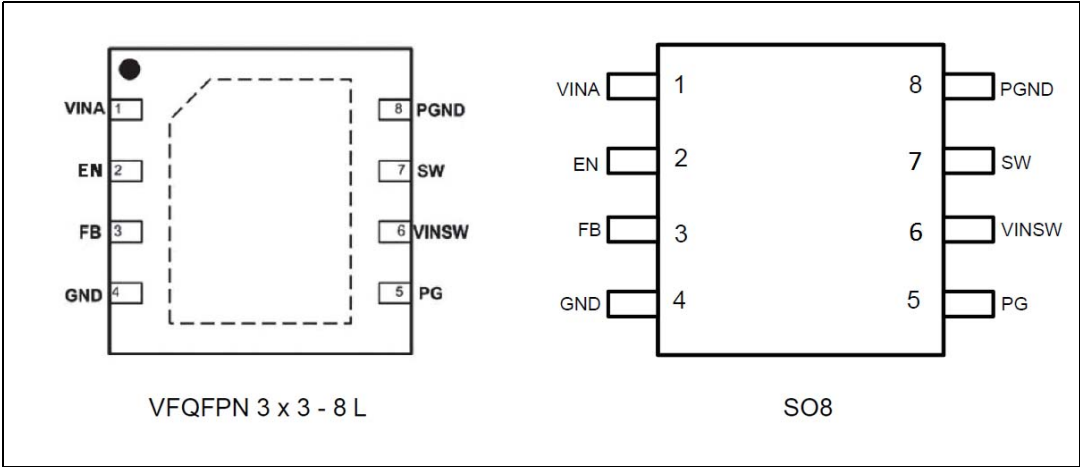 VINA 1 8 PGND
EN 2 7 SW
FB 3 6 VINSW
GND 4 5 PG
VFQFPN 3 x 3 - 8 L
VINA 1 8 PGND
EN 2 7 SW
FB 3 6 VINSW
GND 4 5 PG
SO8